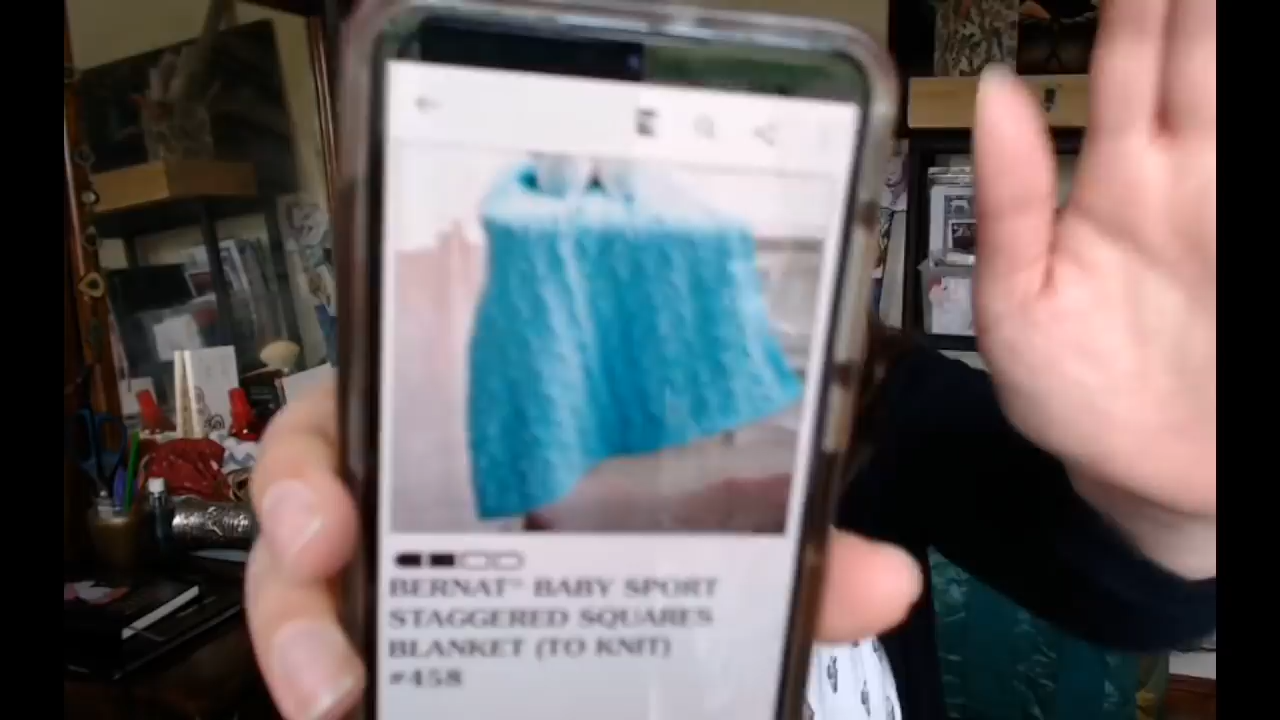 BERNAT™ BABY SPORT
STAGGERED SQUARES
BLANKET (TO KNIT)
#458